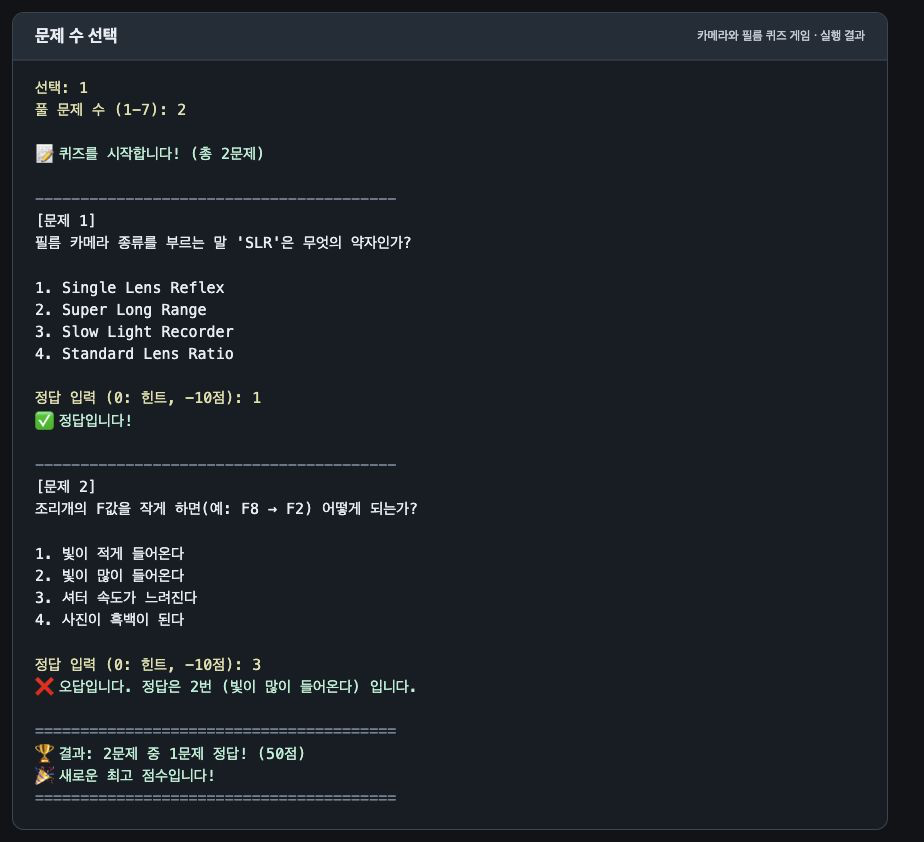 문제 수 선택
카메라와 필름 퀴즈 게임 · 실행 결과
선택: 1
풀 문제 수 (1-7): 2
📝 퀴즈를 시작합니다! (총 2문제)
----------------------------------------
[문제 1]
필름 카메라 종류를 부르는 말 'SLR'은 무엇의 약자인가?
1. Single Lens Reflex
2. Super Long Range
3. Slow Light Recorder
4. Standard Lens Ratio
정답 입력 (0: 힌트, -10점): 1
✅ 정답입니다!
----------------------------------------
[문제 2]
조리개의 F값을 작게 하면(예: F8 → F2) 어떻게 되는가?
1. 빛이 적게 들어온다
2. 빛이 많이 들어온다
3. 셔터 속도가 느려진다
4. 사진이 흑백이 된다
정답 입력 (0: 힌트, -10점): 3
❌ 오답입니다. 정답은 2번 (빛이 많이 들어온다) 입니다.
========================================
🏆 결과: 2문제 중 1문제 정답! (50점)
🎉 새로운 최고 점수입니다!
========================================